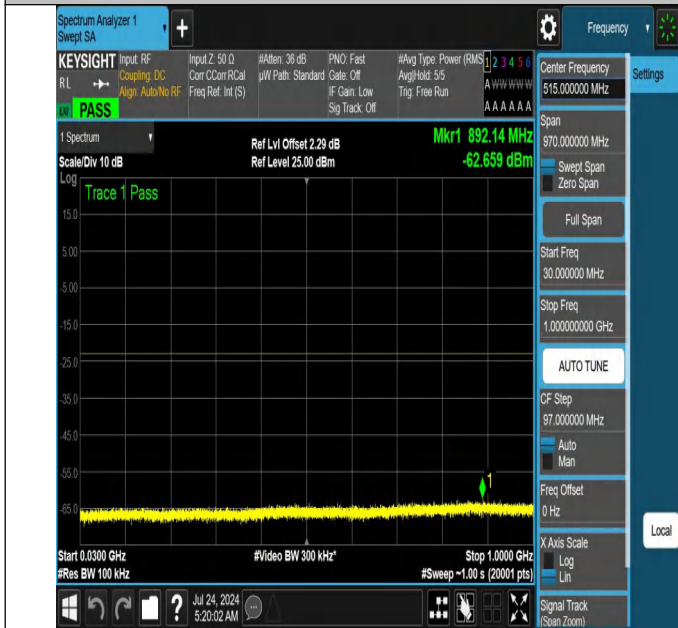 Spectrum Analyzer 1
Swept SA
+
Frequency
KEYSIGHT
RL
PASS
Input: RF
Coupling: DC
Align: Auto/No RF
Input Z: 50 Ω
Corr CCorr RCal
Freq Ref: Int (S)
#Atten: 36 dB
µW Path: Standard
PNO: Fast
Gate: Off
IF Gain: Low
Sig Track: Off
#Avg Type: Power (RMS
Avg|Hold: 5/5
Trig: Free Run
1 2 3 4 5 6
A W W W W W
A A A A A A
1 Spectrum
Scale/Div 10 dB
Ref Lvl Offset 2.29 dB
Ref Level 25.00 dBm
Mkr1 892.14 MHz
-62.659 dBm
Log
Trace 1 Pass
15.0
5.00
-5.00
-15.0
-25.0
-35.0
-45.0
-55.0
-65.0
1
Start 0.0300 GHz
#Res BW 100 kHz
#Video BW 300 kHz*
Stop 1.0000 GHz
#Sweep ~1.00 s (20001 pts)
Center Frequency
515.000000 MHz
Settings
Span
970.000000 MHz
Swept Span
Zero Span
Full Span
Start Freq
30.000000 MHz
Stop Freq
1.000000000 GHz
AUTO TUNE
CF Step
97.000000 MHz
Auto
Man
Freq Offset
0 Hz
Local
X Axis Scale
Log
Lin
Signal Track
(Span Zoom)
?
Jul 24, 2024
5:20:02 AM